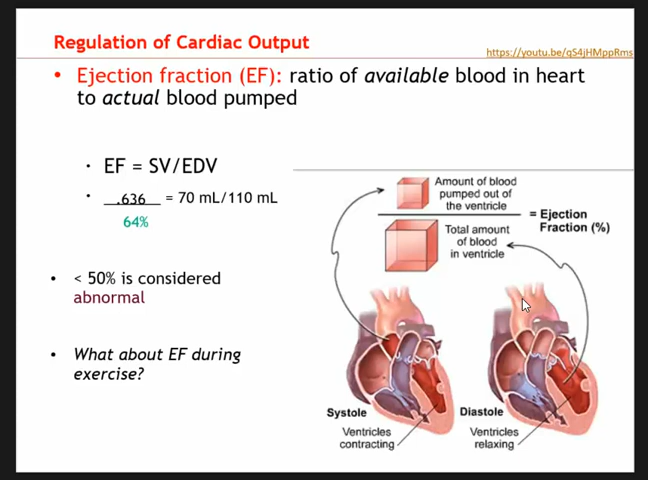 Regulation of Cardiac Output
https://youtu.be/qS4jHMppRms
• Ejection fraction (EF): ratio of available blood in heart
to actual blood pumped
• EF = SV/EDV
• .636 = 70 mL/110 mL
64%
• < 50% is considered
abnormal
• What about EF during
exercise?
Amount of blood
pumped out of
the ventricle
Total amount
of blood
in ventricle
= Ejection
Fraction (%)
Systole
Ventricles
contracting
Diastole
Ventricles
relaxing